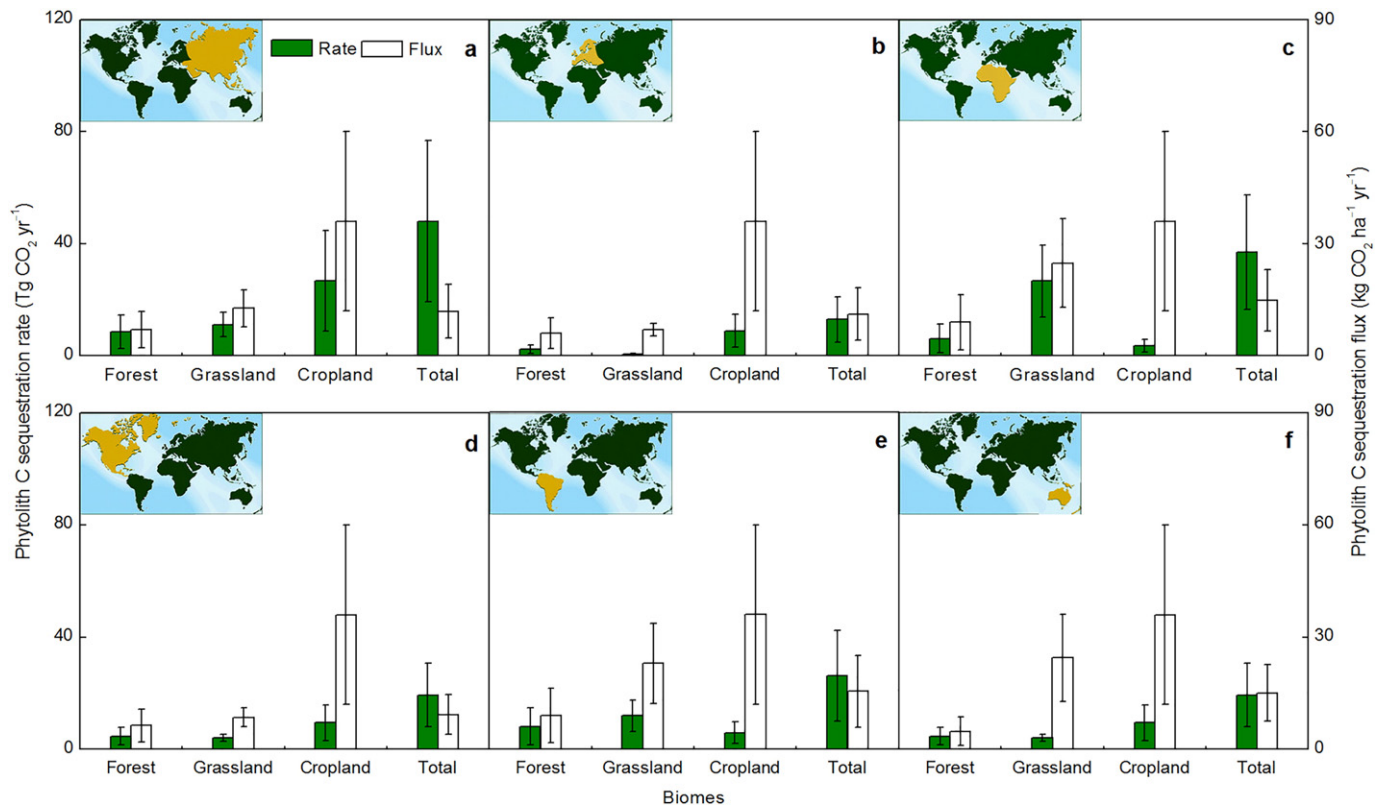 120
80
40
0
Rate
Flux
a
b
c
90
60
30
0
Forest Grassland Cropland Total
Forest Grassland Cropland Total
Forest Grassland Cropland Total
Phytolith C sequestration rate (Tg CO₂ yr⁻¹)
Phytolith C sequestration flux (kg CO₂ ha⁻¹ yr⁻¹)
120
80
40
0
d
e
f
90
60
30
0
Forest Grassland Cropland Total
Forest Grassland Cropland Total
Forest Grassland Cropland Total
Biomes